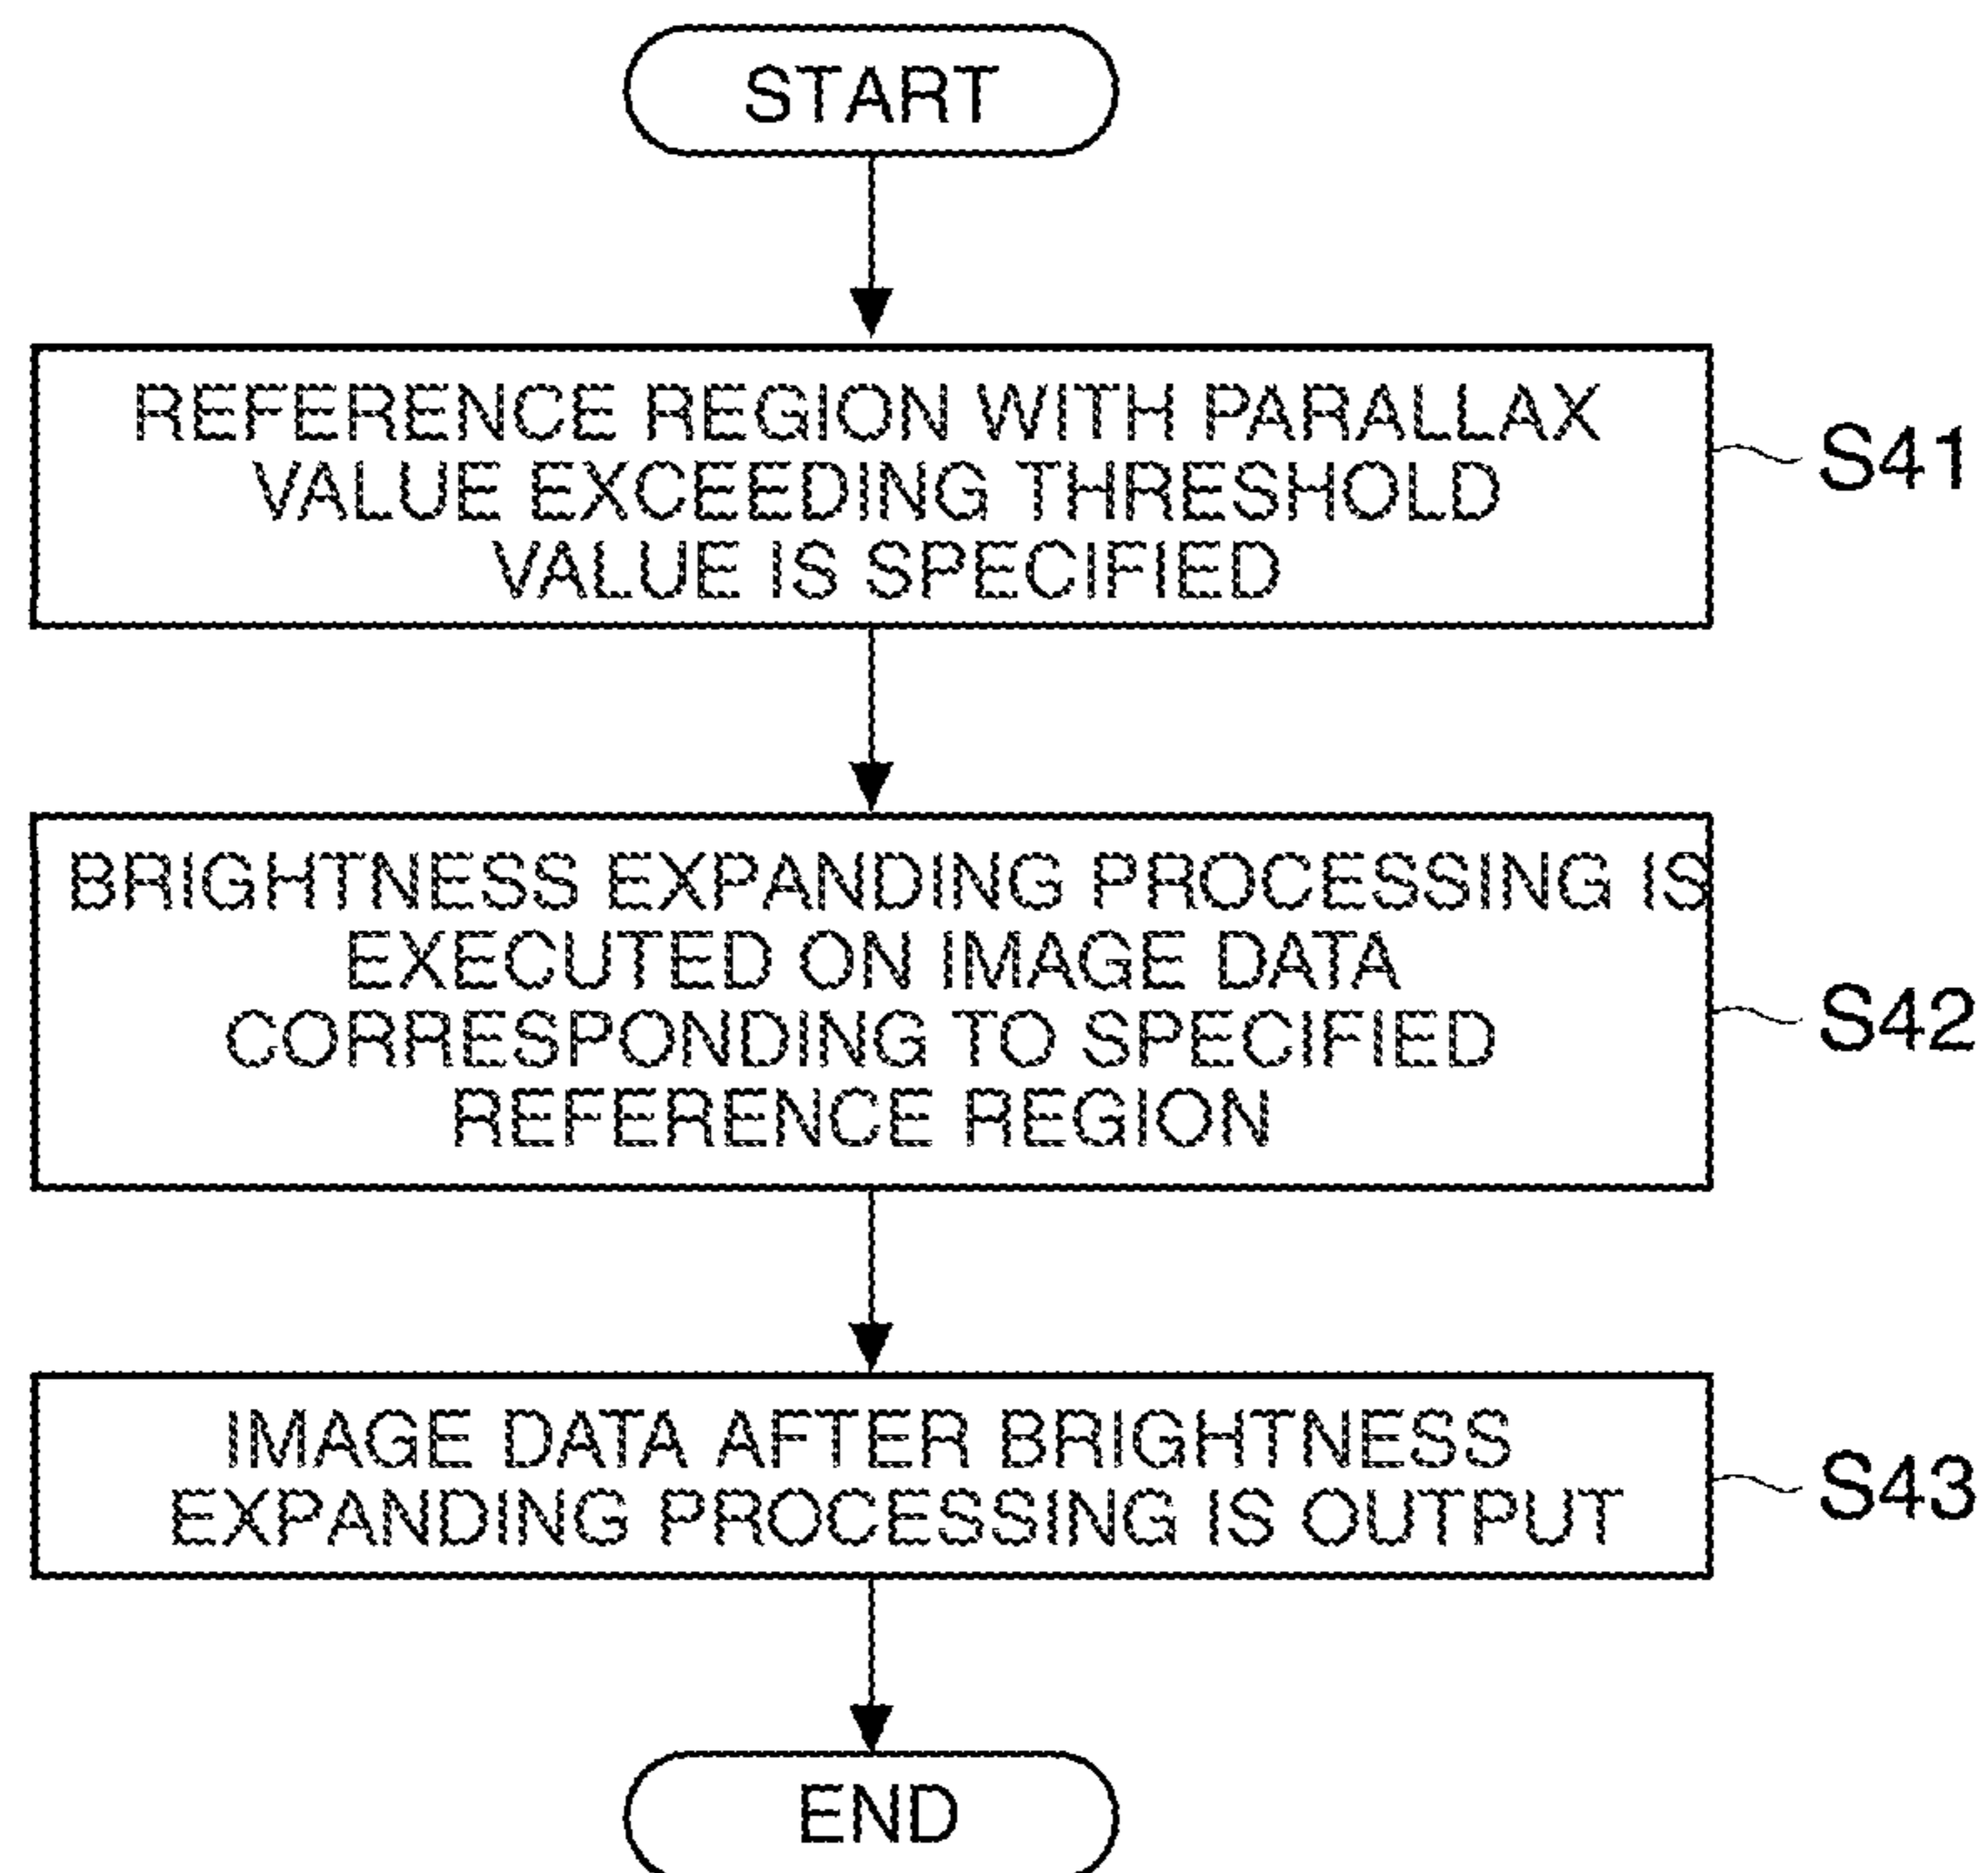 START
REFERENCE REGION WITH PARALLAX
VALUE EXCEEDING THRESHOLD
VALUE IS SPECIFIED
S41
BRIGHTNESS EXPANDING PROCESSING IS
EXECUTED ON IMAGE DATA
CORRESPONDING TO SPECIFIED
REFERENCE REGION
S42
IMAGE DATA AFTER BRIGHTNESS
EXPANDING PROCESSING IS OUTPUT
S43
END